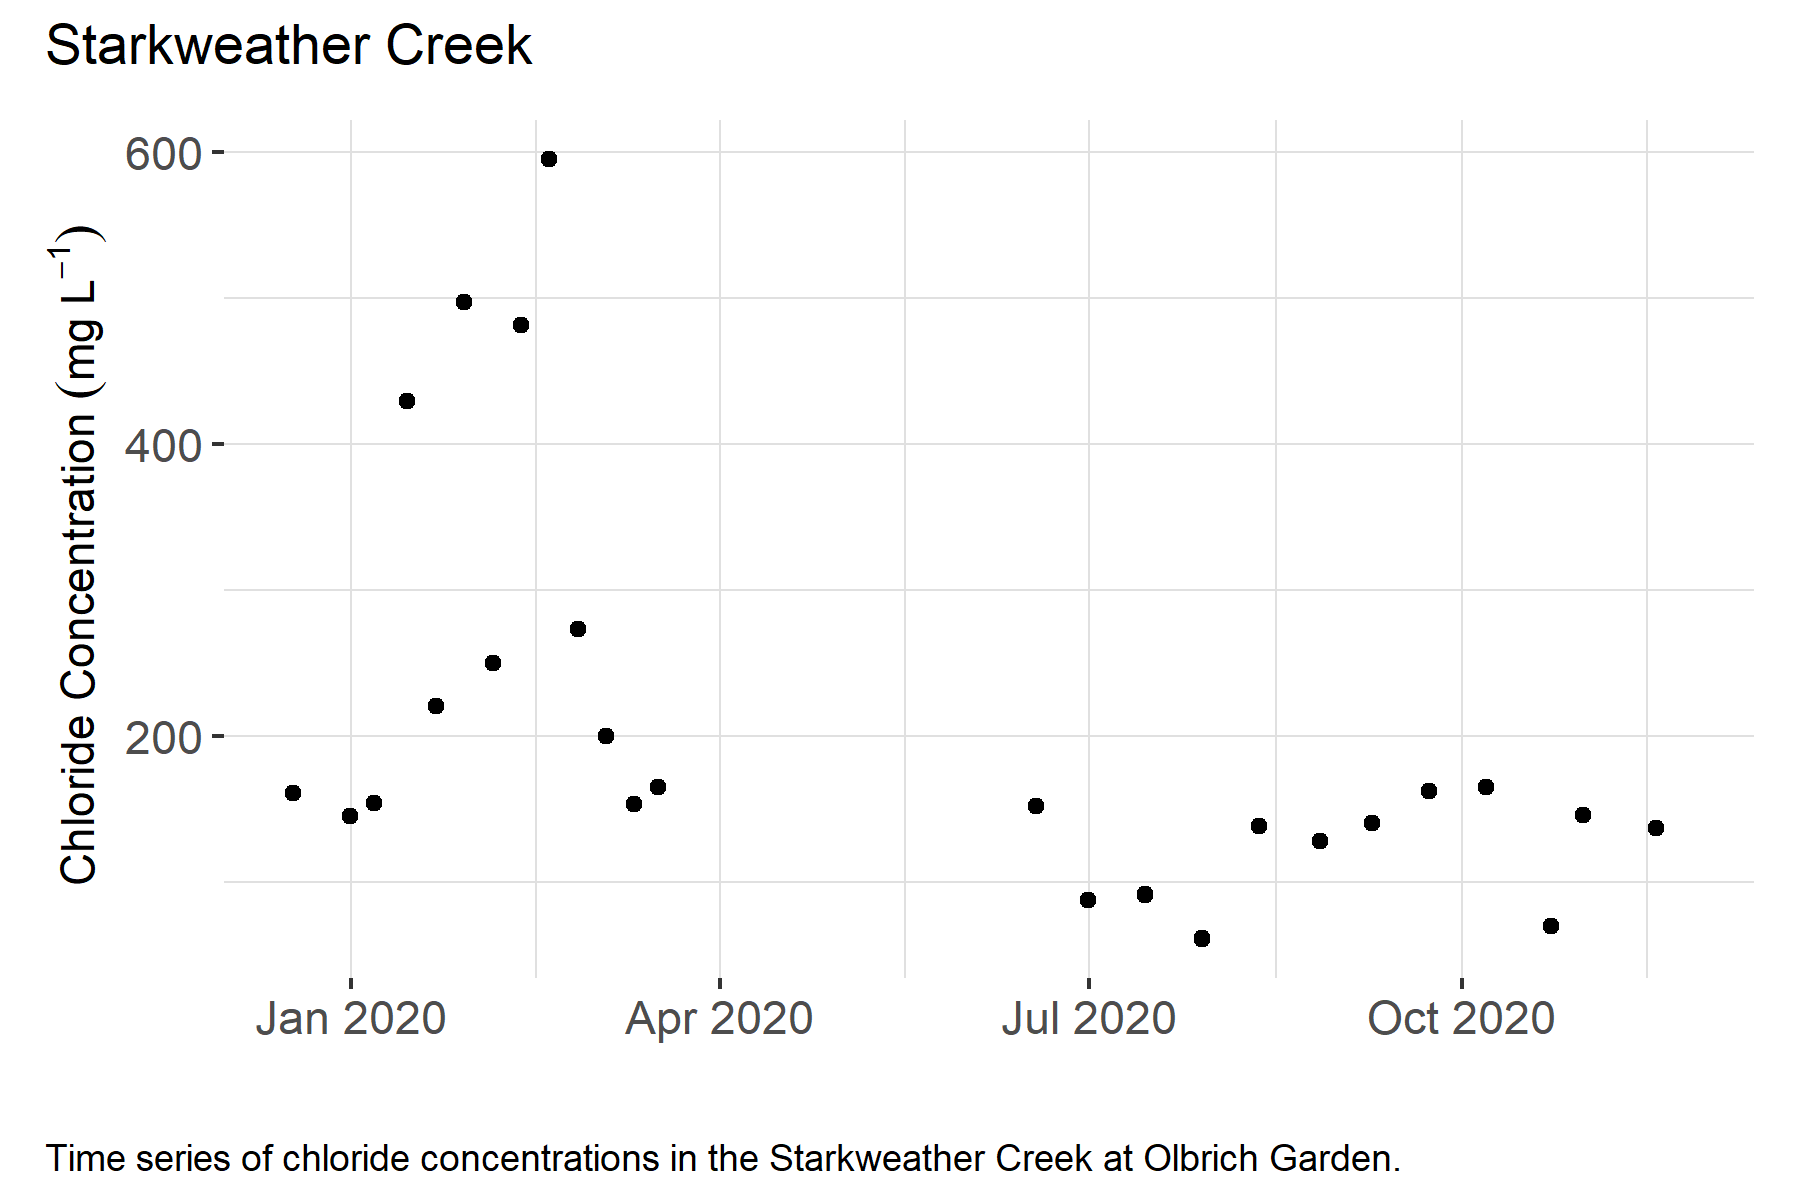 Starkweather Creek
600
400
200
Chloride Concentration (mg L⁻¹)
Jan 2020 Apr 2020 Jul 2020 Oct 2020
Time series of chloride concentrations in the Starkweather Creek at Olbrich Garden.